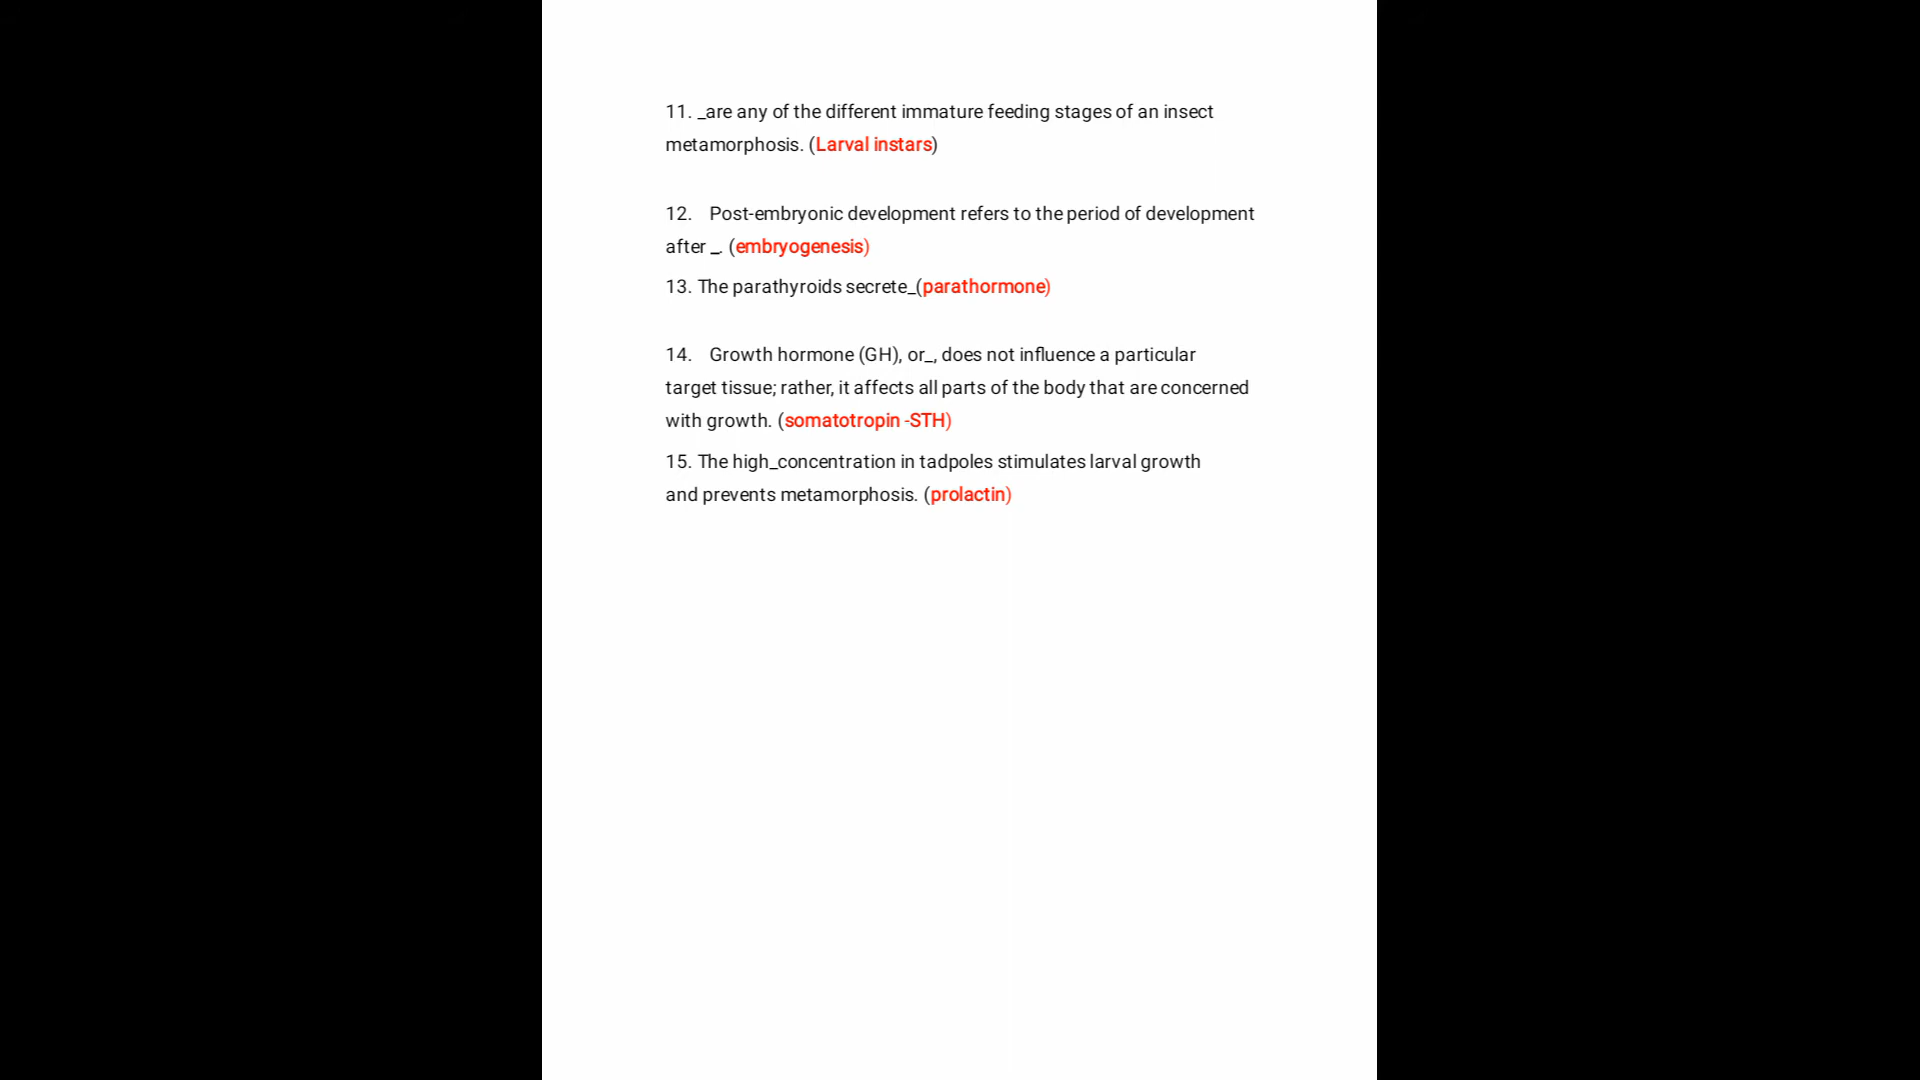 11. _are any of the different immature feeding stages of an insect
metamorphosis. (Larval instars)
12. Post-embryonic development refers to the period of development
after _. (embryogenesis)
13. The parathyroids secrete_(parathormone)
14. Growth hormone (GH), or_, does not influence a particular
target tissue; rather, it affects all parts of the body that are concerned
with growth. (somatotropin -STH)
15. The high_concentration in tadpoles stimulates larval growth
and prevents metamorphosis. (prolactin)